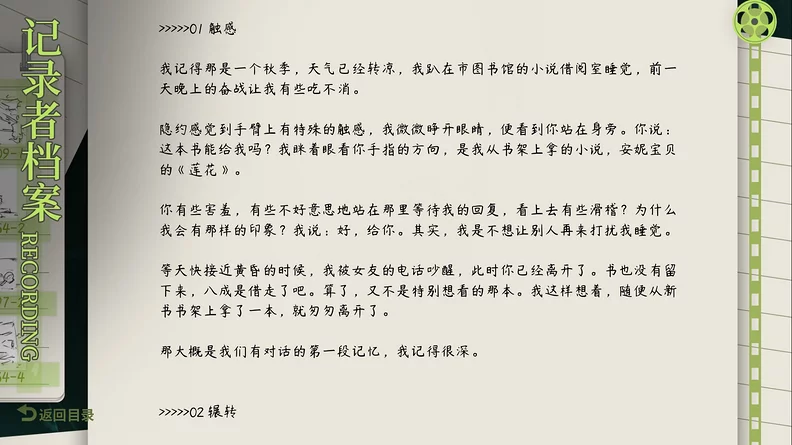 记录者档案
RECORDING
>>>>>01 触感
我记得那是一个秋季，天气已经转凉，我趴在市图书馆的小说借阅室睡觉，前一
天晚上的奋战让我有些吃不消。
隐约感觉到手臂上有特殊的触感，我微微睁开眼睛，便看到你站在身旁。你说：
这本书能给我吗？我眯着眼看你手指的方向，是我从书架上拿的小说，安妮宝贝
的《莲花》。
你有些害羞，有些不好意思地站在那里等待我的回复，看上去有些滑稽？为什么
我会有那样的印象？我说：好，给你。其实，我是不想让别人再来打扰我睡觉。
等天快接近黄昏的时候，我被女友的电话吵醒，此时你已经离开了。书也没有留
下来，八成是借走了吧。算了，又不是特别想看的那本。我这样想着，随便从新
书书架上拿了一本，就匆匆离开了。
那大概是我们有对话的第一段记忆，我记得很深。
>>>>>02 辗转
返回目录